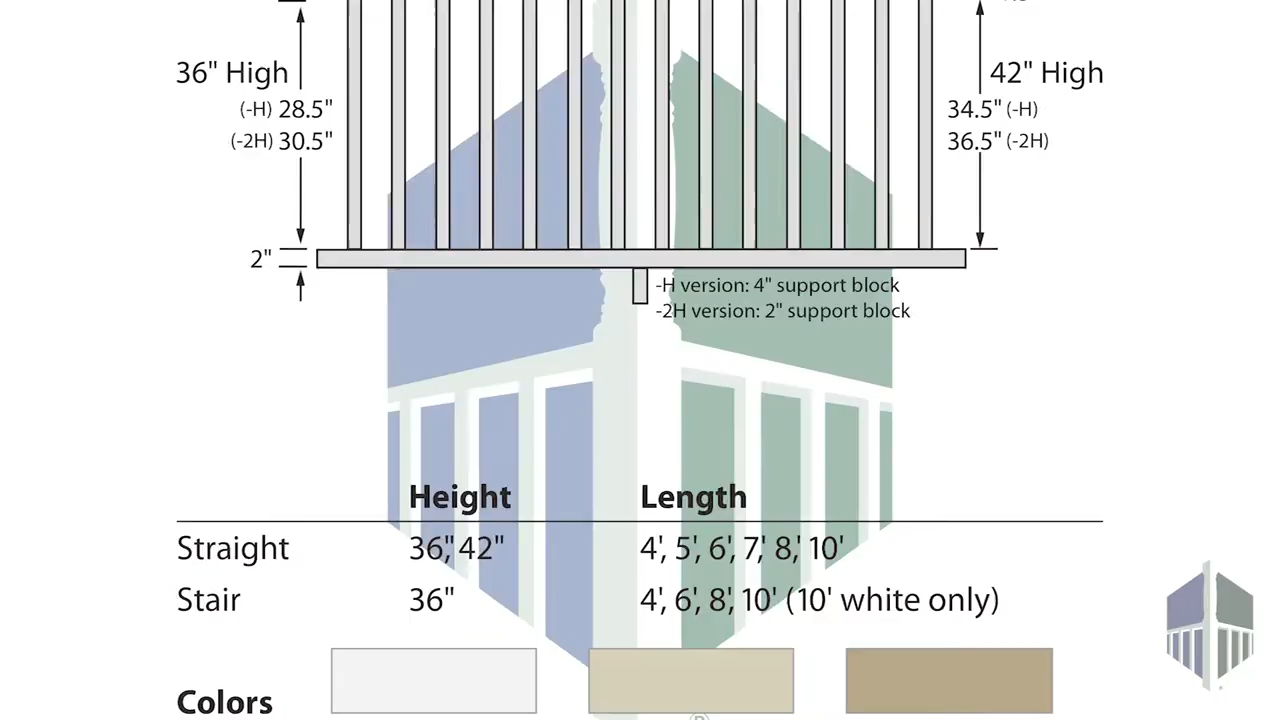 36" High
42" High
(-H) 28.5"
34.5" (-H)
(-2H) 30.5"
36.5" (-2H)
2"
-H version: 4" support block
-2H version: 2" support block
Height Length
Straight 36", 42" 4', 5', 6', 7', 8', 10'
Stair 36" 4', 6', 8', 10' (10' white only)
Colors